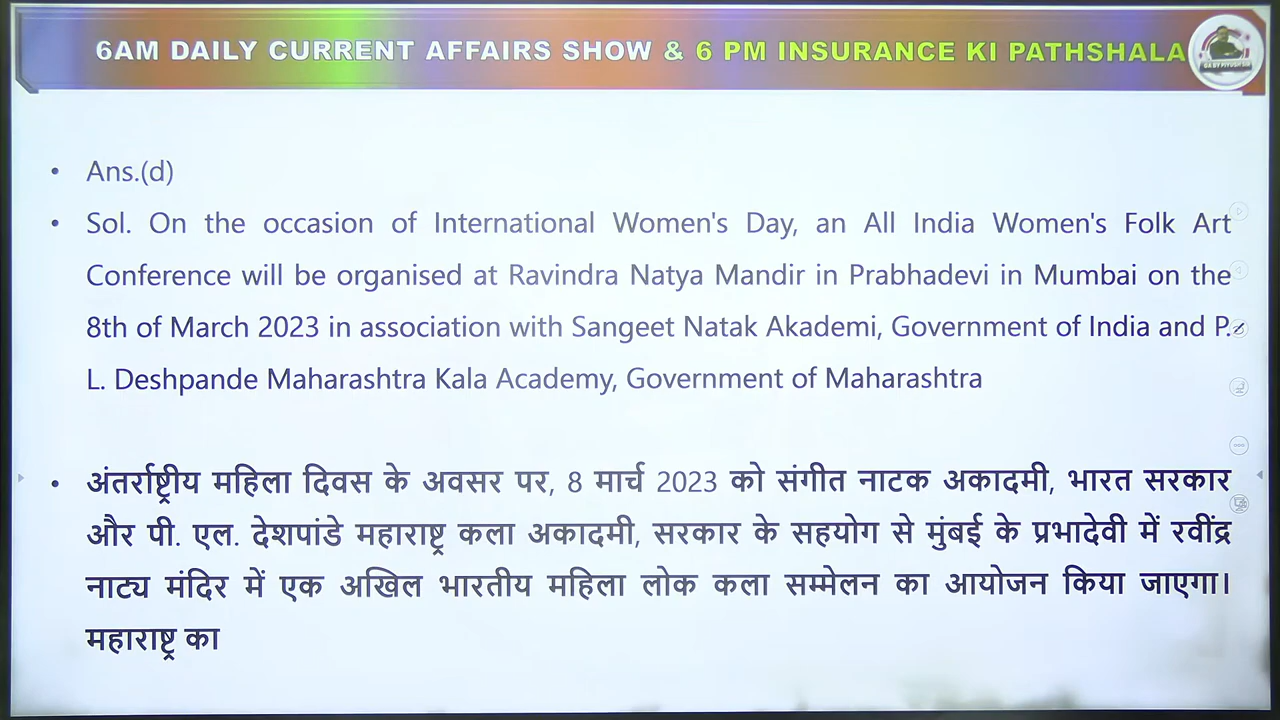 6AM DAILY CURRENT AFFAIRS SHOW & 6 PM INSURANCE KI PATHSHALA
• Ans.(d)
• Sol. On the occasion of International Women's Day, an All India Women's Folk Art
Conference will be organised at Ravindra Natya Mandir in Prabhadevi in Mumbai on the
8th of March 2023 in association with Sangeet Natak Akademi, Government of India and P.
L. Deshpande Maharashtra Kala Academy, Government of Maharashtra
• अंतर्राष्ट्रीय महिला दिवस के अवसर पर, 8 मार्च 2023 को संगीत नाटक अकादमी, भारत सरकार
और पी. एल. देशपांडे महाराष्ट्र कला अकादमी, सरकार के सहयोग से मुंबई के प्रभादेवी में रवींद्र
नाट्य मंदिर में एक अखिल भारतीय महिला लोक कला सम्मेलन का आयोजन किया जाएगा।
महाराष्ट्र का